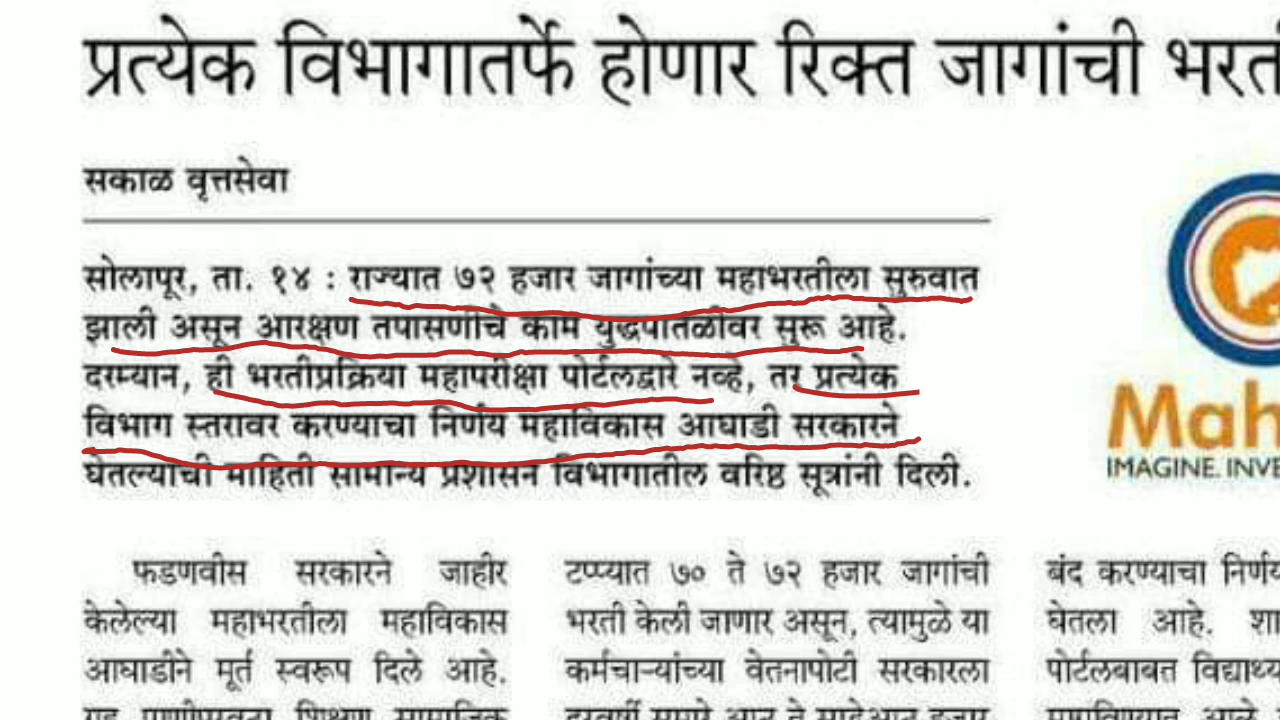 प्रत्येक विभागातर्फे होणार रिक्त जागांची
सकाळ वृत्तसेवा
सोलापूर, ता. १४ : राज्यात ७२ हजार जागांच्या महाभरतीला सुरुवात
झाली असून आरक्षण तपासणीचे काम युद्धपातळीवर सुरू आहे.
दरम्यान, ही भरतीप्रक्रिया महापरीक्षा पोर्टलद्वारे नव्हे, तर प्रत्येक
विभाग स्तरावर करण्याचा निर्णय महाविकास आघाडी सरकारने
घेतल्याची माहिती सामान्य प्रशासन विभागातील वरिष्ठ सूत्रांनी दिली.
फडणवीस सरकारने जाहीर
केलेल्या महाभरतीला महाविकास
आघाडीने मूर्त स्वरूप दिले आहे.
टप्प्यात ७० ते ७२ हजार जागांची
भरती केली जाणार असून, त्यामुळे या
कर्मचाऱ्यांच्या वेतनापोटी सरकारला
बंद करण्याचा
घेतला आहे.
पोर्टलबाबत
Mah
IMAGINE. INVE